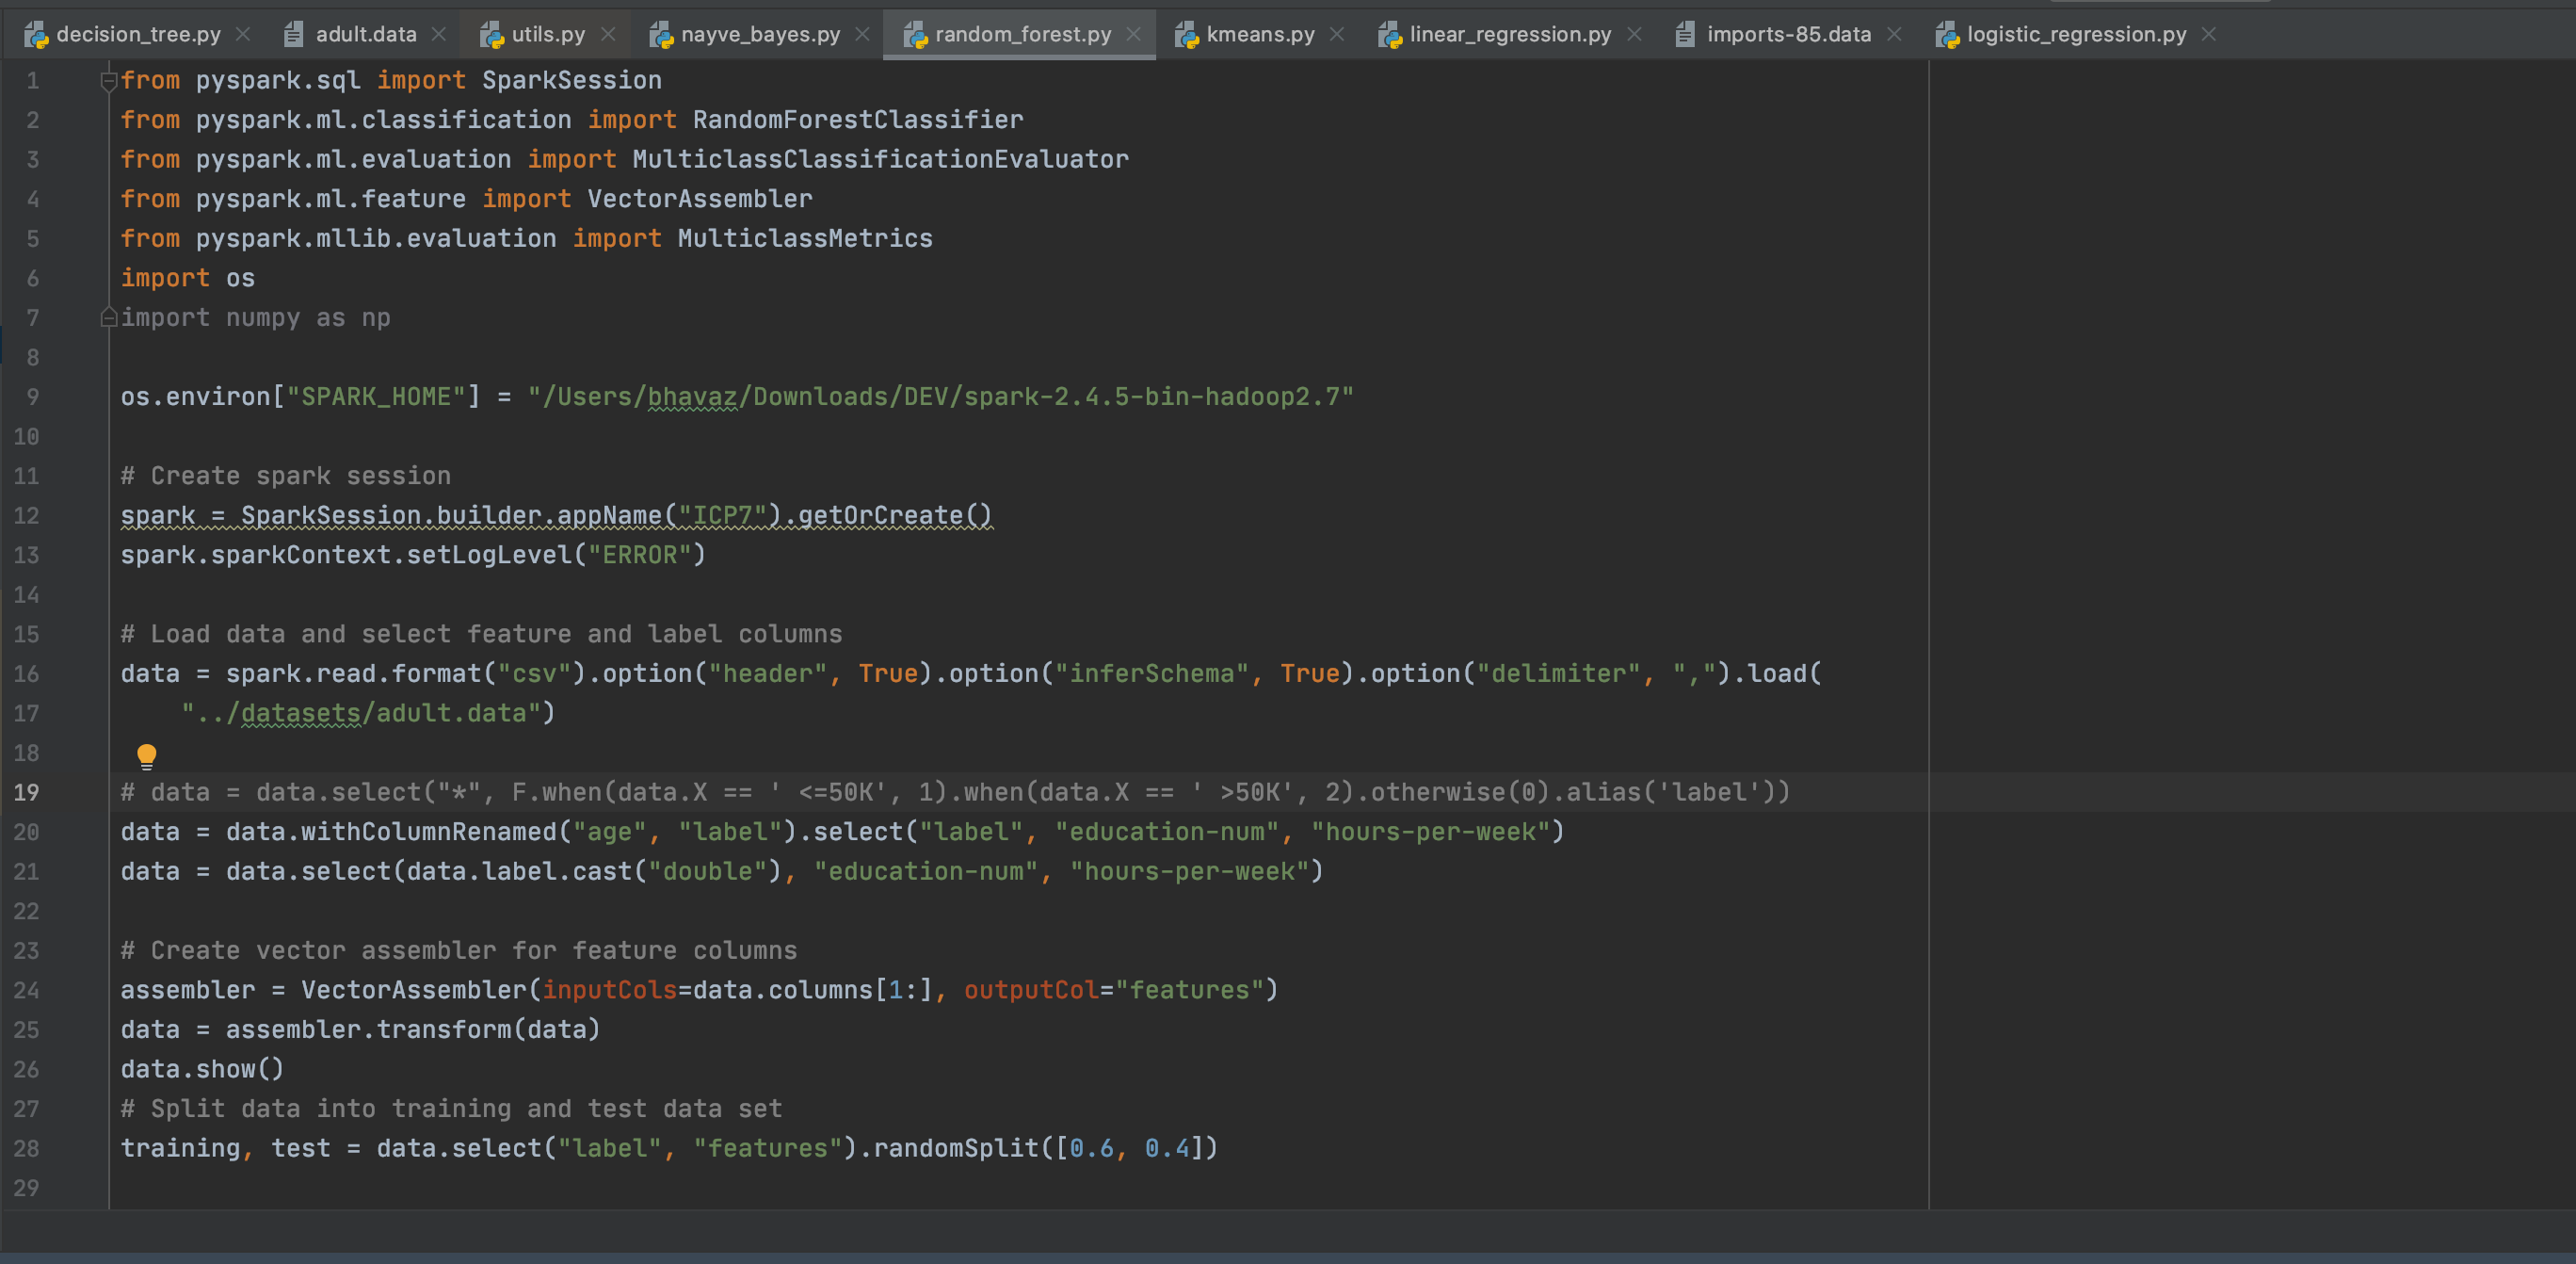 decision_tree.py adult.data utils.py nayve_bayes.py random_forest.py kmeans.py linear_regression.py imports-85.data logistic_regression.py
1 from pyspark.sql import SparkSession
2 from pyspark.ml.classification import RandomForestClassifier
3 from pyspark.ml.evaluation import MulticlassClassificationEvaluator
4 from pyspark.ml.feature import VectorAssembler
5 from pyspark.mllib.evaluation import MulticlassMetrics
6 import os
7 import numpy as np
8
9 os.environ["SPARK_HOME"] = "/Users/bhavaz/Downloads/DEV/spark-2.4.5-bin-hadoop2.7"
10
11 # Create spark session
12 spark = SparkSession.builder.appName("ICP7").getOrCreate()
13 spark.sparkContext.setLogLevel("ERROR")
14
15 # Load data and select feature and label columns
16 data = spark.read.format("csv").option("header", True).option("inferSchema", True).option("delimiter", ",").load(
17     "../datasets/adult.data")
18
19 # data = data.select("*", F.when(data.X == ' <=50K', 1).when(data.X == ' >50K', 2).otherwise(0).alias('label'))
20 data = data.withColumnRenamed("age", "label").select("label", "education-num", "hours-per-week")
21 data = data.select(data.label.cast("double"), "education-num", "hours-per-week")
22
23 # Create vector assembler for feature columns
24 assembler = VectorAssembler(inputCols=data.columns[1:], outputCol="features")
25 data = assembler.transform(data)
26 data.show()
27 # Split data into training and test data set
28 training, test = data.select("label", "features").randomSplit([0.6, 0.4])
29